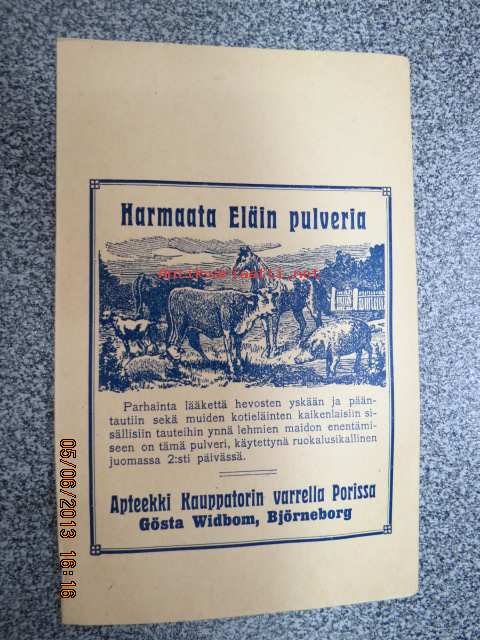 Harmaata Eläin pulveria
Antikvariaatti.net
Parhainta lääkettä hevosten yskään ja pään-
tautiin sekä muiden kotieläinten kaikenlaisiin si-
sällisiin tauteihin ynnä lehmien maidon enentämi-
seen on tämä pulveri, käytettynä ruokalusikallinen
juomassa 2:sti päivässä.
Apteekki Kauppatorin varrella Porissa
Gösta Widbom, Björneborg
05/06/2013 16:16